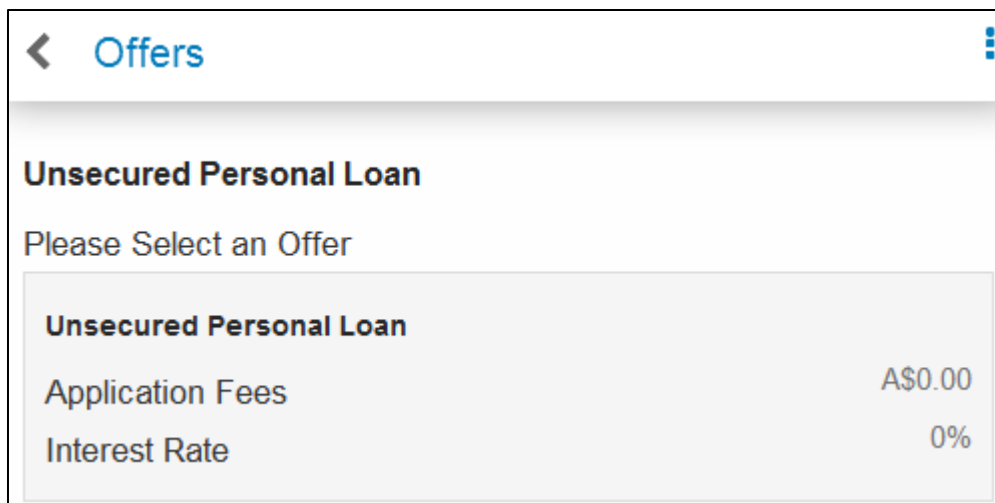 Offers
Unsecured Personal Loan
Please Select an Offer
Unsecured Personal Loan
Application Fees A$0.00
Interest Rate 0%